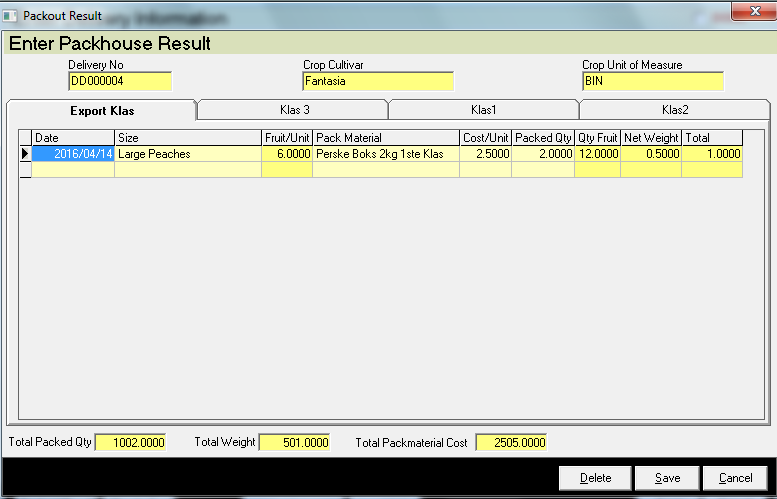 Packout Result
Enter Packhouse Result
Delivery No Crop Cultivar Crop Unit of Measure
DD000004 Fantasia BIN
Export Klas Klas 3 Klas1 Klas2
Date Size Fruit/Unit Pack Material Cost/Unit Packed Qty Qty Fruit Net Weight Total
2016/04/14 Large Peaches 6.0000 Perske Boks 2kg 1ste Klas 2.5000 2.0000 12.0000 0.5000 1.0000
Total Packed Qty 1002.0000 Total Weight 501.0000 Total Packmaterial Cost 2505.0000
Delete Save Cancel